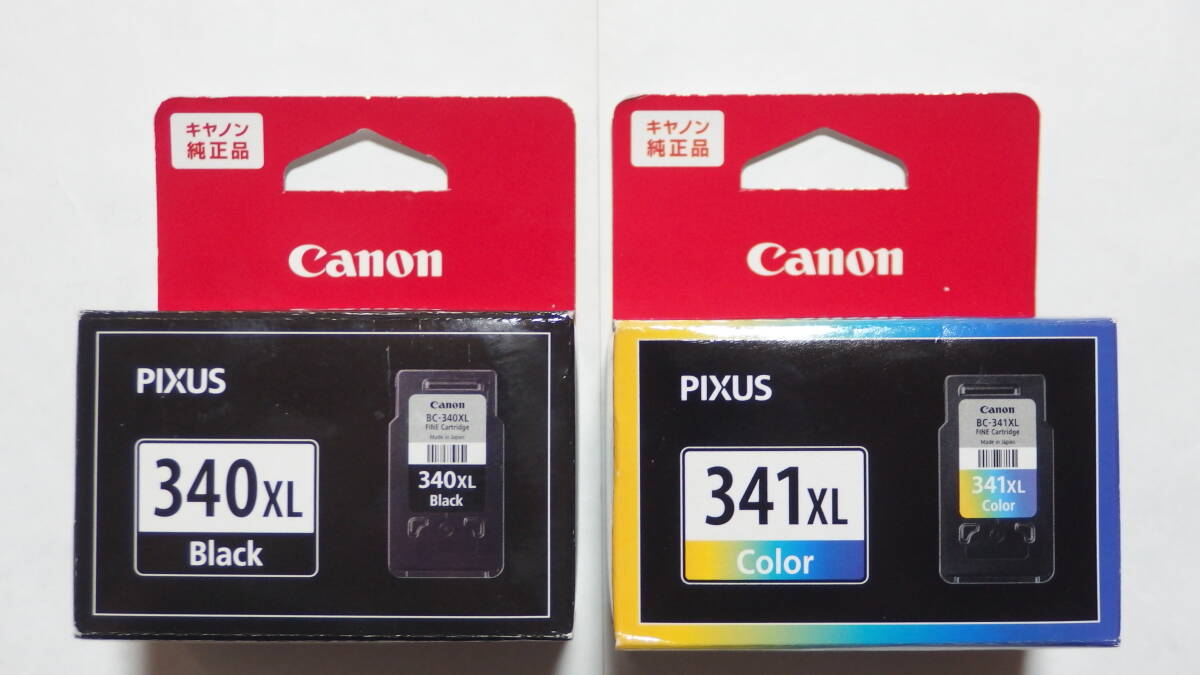 キヤノン
純正品
Canon
PIXUS
340XL
Black
Canon
BC-340XL
FINE Cartridge
Made in Japan
340XL
Black
キヤノン
純正品
Canon
PIXUS
341XL
Color
Canon
BC-341XL
FINE Cartridge
Made in Japan
341XL
Color